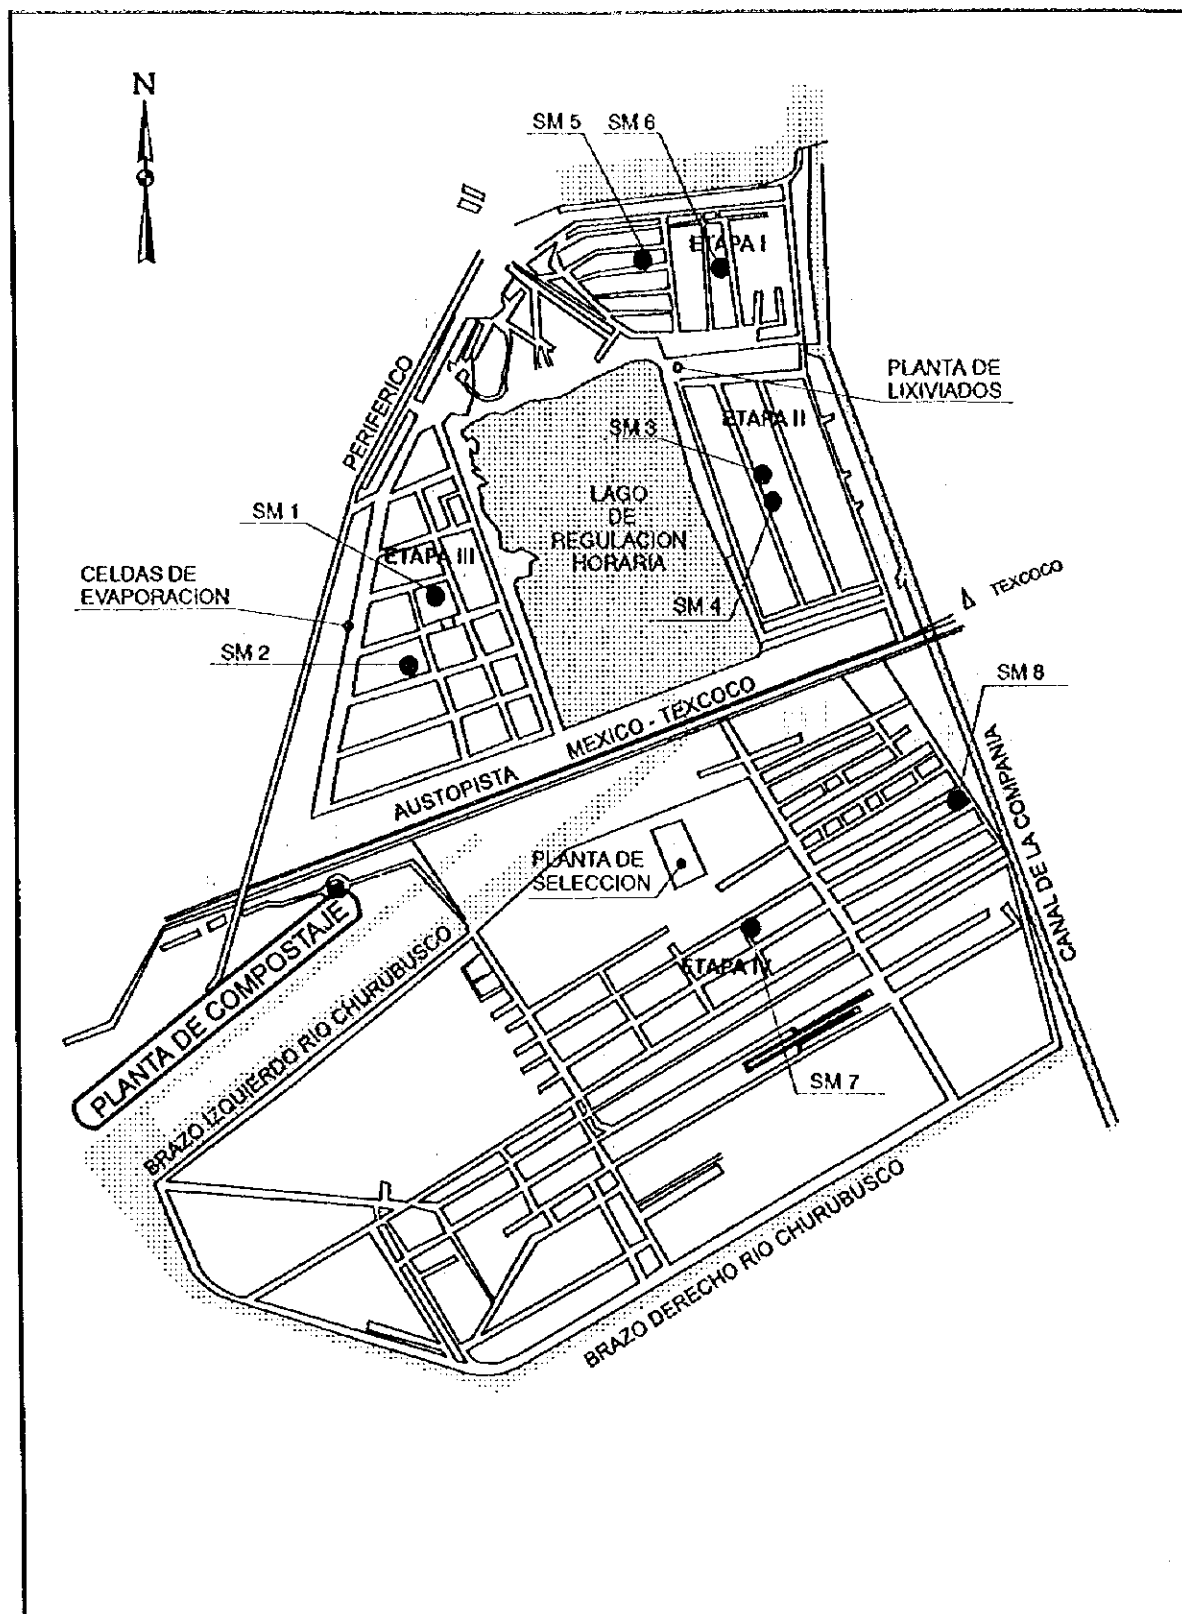 N
SM 5
SM 6
ETAPA I
PLANTA DE
LIXIVIADOS
PERIFERICO
ETAPA II
SM 3
LAGO
DE
REGULACION
HORARIA
SM 1
ETAPA III
CELDAS DE
EVAPORACION
SM 4
TEXCOCO
SM 2
SM 8
AUSTOPISTA MEXICO - TEXCOCO
CANAL DE LA COMPANIA
PLANTA DE
SELECCION
PLANTA DE COMPOSTAJE
BRAZO IZQUIERDO RIO CHURUBUSCO
ETAPA IV
SM 7
BRAZO DERECHO RIO CHURUBUSCO